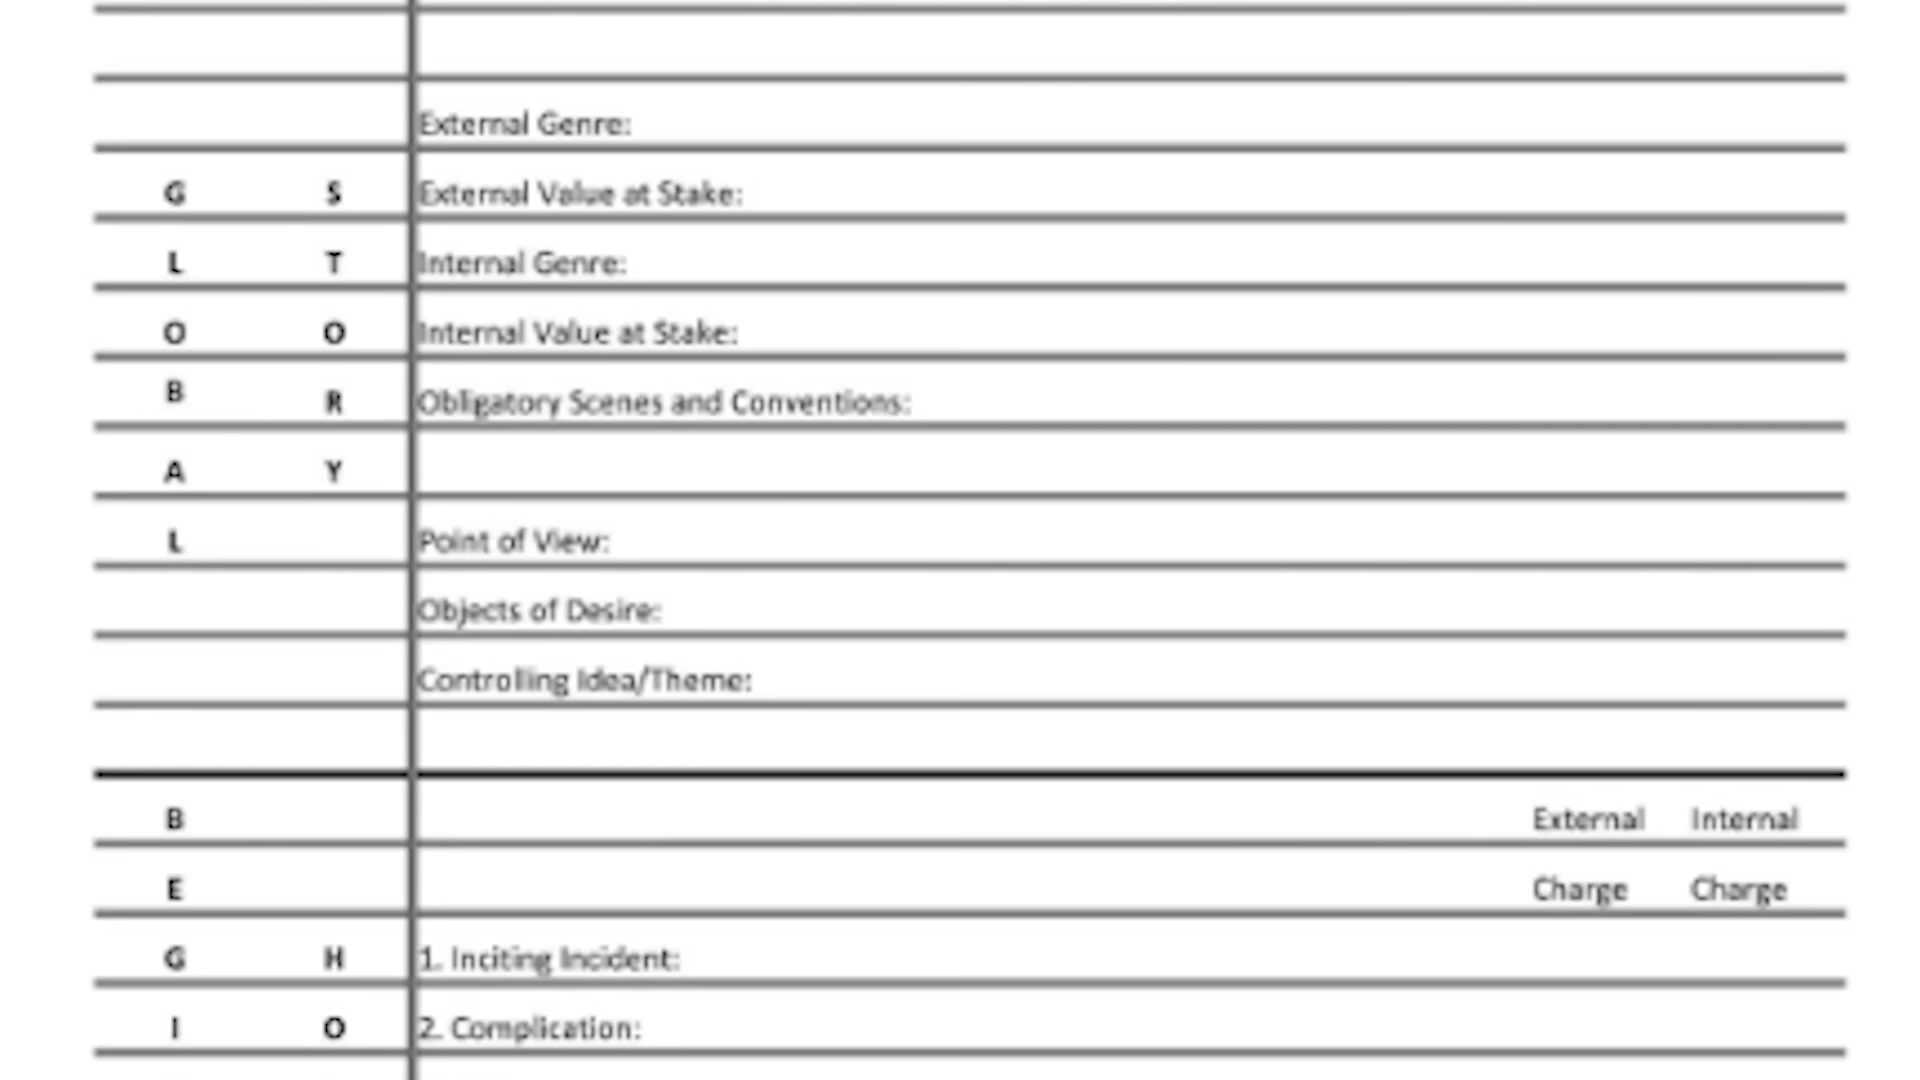 External Genre:
G S External Value at Stake:
L T Internal Genre:
O O Internal Value at Stake:
B R Obligatory Scenes and Conventions:
A Y
L Point of View:
Objects of Desire:
Controlling Idea/Theme:
B External Internal
E Charge Charge
G H 1. Inciting Incident:
I O 2. Complication: